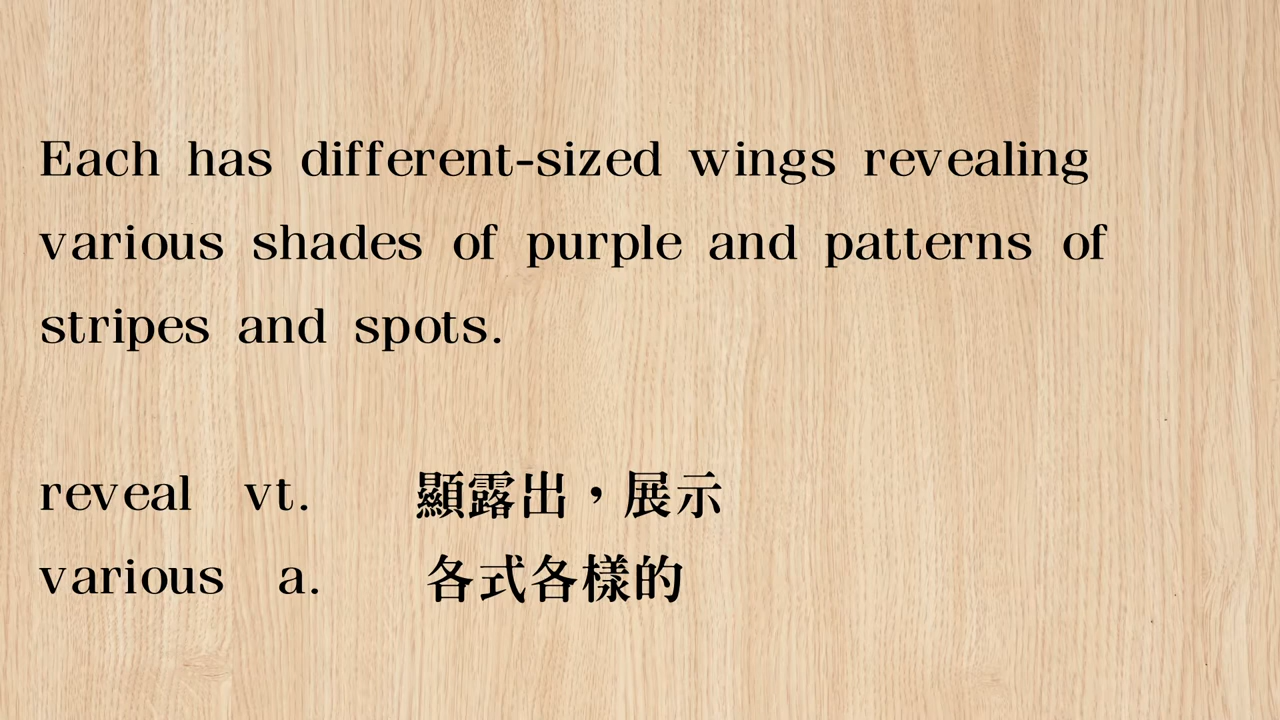 Each has different-sized wings revealing
various shades of purple and patterns of
stripes and spots.
reveal vt. 顯露出，展示
various a. 各式各樣的